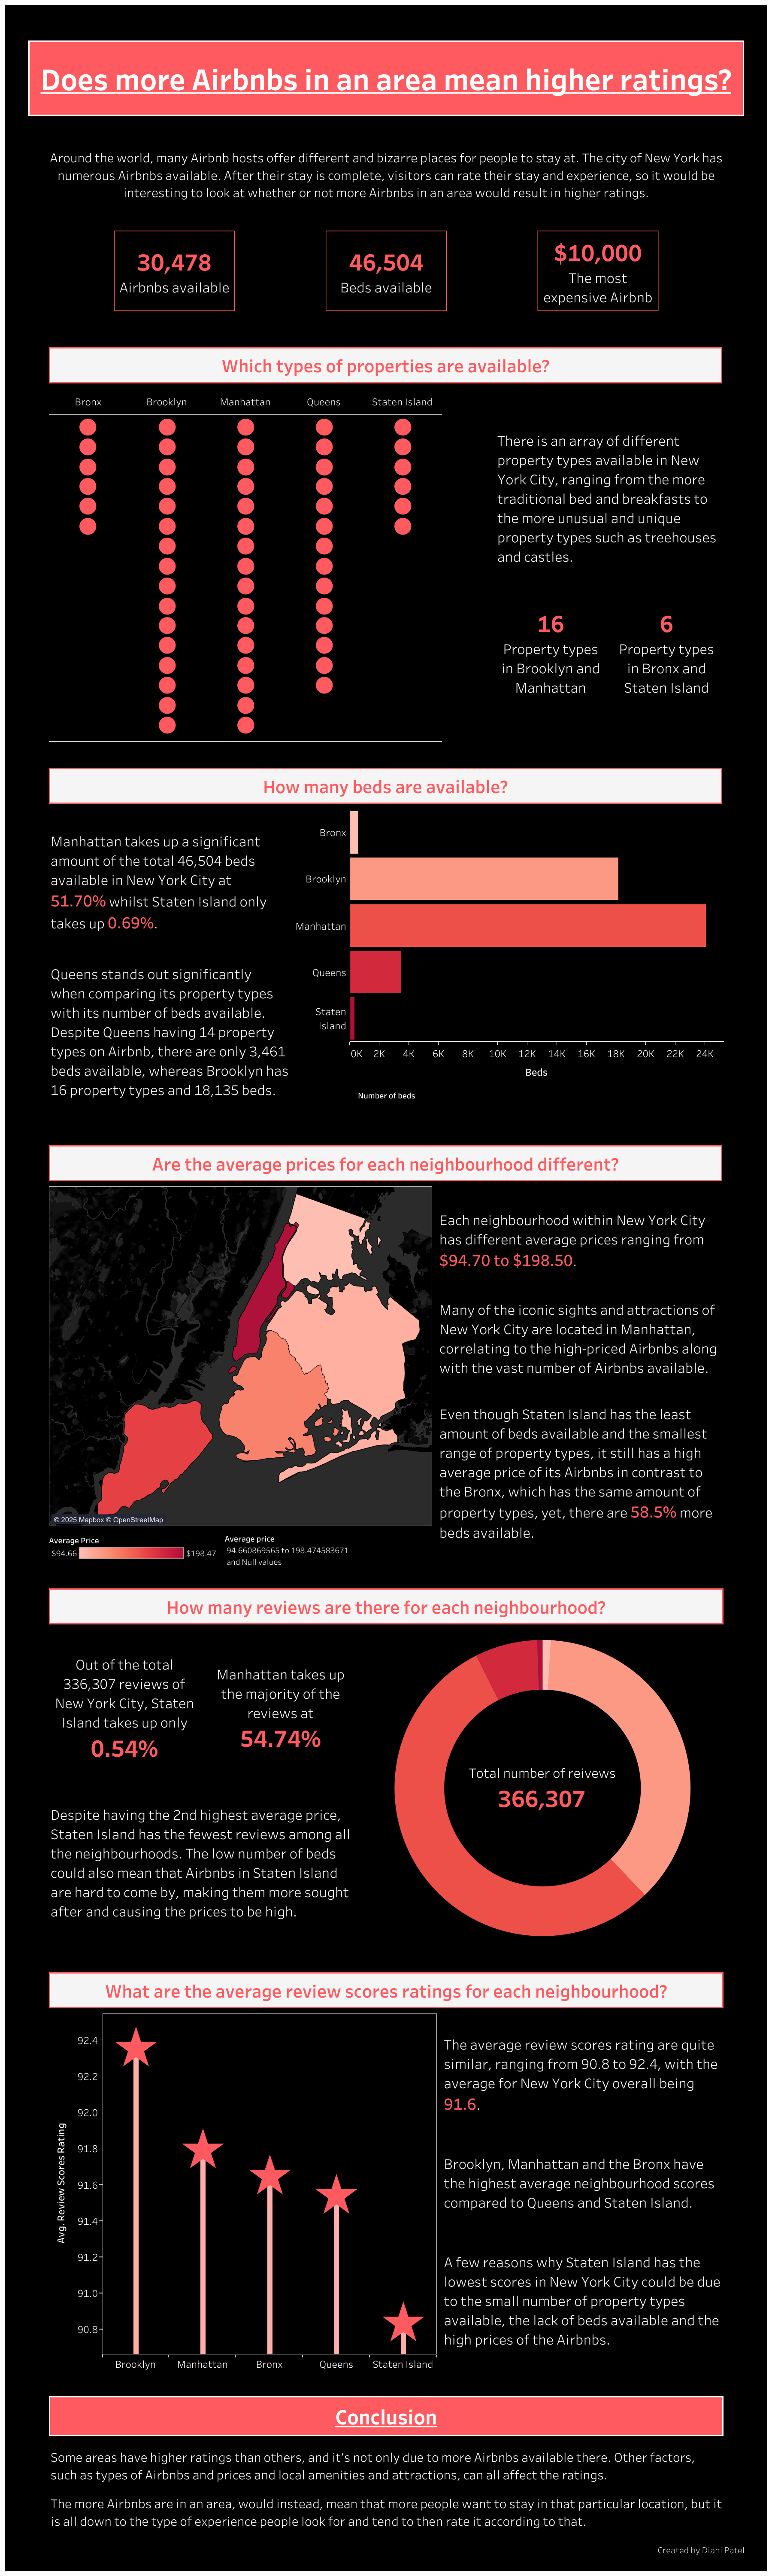 Does more Airbnbs in an area mean higher ratings?
Around the world, many Airbnb hosts offer different and bizarre places for people to stay at. The city of New York has
numerous Airbnbs available. After their stay is complete, visitors can rate their stay and experience, so it would be
interesting to look at whether or not more Airbnbs in an area would result in higher ratings.
30,478
Airbnbs available
46,504
Beds available
$10,000
The most
expensive Airbnb
Which types of properties are available?
Bronx
Brooklyn
Manhattan
Queens
Staten Island
There is an array of different
property types available in New
York City, ranging from the more
traditional bed and breakfasts to
the more unusual and unique
property types such as treehouses
and castles.
16
Property types
in Brooklyn and
Manhattan
6
Property types
in Bronx and
Staten Island
How many beds are available?
Manhattan takes up a significant
amount of the total 46,504 beds
available in New York City at
51.70% whilst Staten Island only
takes up 0.69%.
Queens stands out significantly
when comparing its property types
with its number of beds available.
Despite Queens having 14 property
types on Airbnb, there are only 3,461
beds available, whereas Brooklyn has
16 property types and 18,135 beds.
Bronx
Brooklyn
Manhattan
Queens
Staten
Island
0K 2K 4K 6K 8K 10K 12K 14K 16K 18K 20K 22K 24K
Beds
Number of beds
Are the average prices for each neighbourhood different?
© 2025 Mapbox © OpenStreetMap
Average Price
$94.66
$198.47
Average price
94.660869565 to 198.474583671
and Null values
Each neighbourhood within New York City
has different average prices ranging from
$94.70 to $198.50.
Many of the iconic sights and attractions of
New York City are located in Manhattan,
correlating to the high-priced Airbnbs along
with the vast number of Airbnbs available.
Even though Staten Island has the least
amount of beds available and the smallest
range of property types, it still has a high
average price of its Airbnbs in contrast to
the Bronx, which has the same amount of
property types, yet, there are 58.5% more
beds available.
How many reviews are there for each neighbourhood?
Out of the total
336,307 reviews of
New York City, Staten
Island takes up only
0.54%
Manhattan takes up
the majority of the
reviews at
54.74%
Despite having the 2nd highest average price,
Staten Island has the fewest reviews among all
the neighbourhoods. The low number of beds
could also mean that Airbnbs in Staten Island
are hard to come by, making them more sought
after and causing the prices to be high.
Total number of reivews
366,307
What are the average review scores ratings for each neighbourhood?
Avg. Review Scores Rating
92.4
92.2
92.0
91.8
91.6
91.4
91.2
91.0
90.8
Brooklyn
Manhattan
Bronx
Queens
Staten Island
The average review scores rating are quite
similar, ranging from 90.8 to 92.4, with the
average for New York City overall being
91.6.
Brooklyn, Manhattan and the Bronx have
the highest average neighbourhood scores
compared to Queens and Staten Island.
A few reasons why Staten Island has the
lowest scores in New York City could be due
to the small number of property types
available, the lack of beds available and the
high prices of the Airbnbs.
Conclusion
Some areas have higher ratings than others, and it's not only due to more Airbnbs available there. Other factors,
such as types of Airbnbs and prices and local amenities and attractions, can all affect the ratings.
The more Airbnbs are in an area, would instead, mean that more people want to stay in that particular location, but it
is all down to the type of experience people look for and tend to then rate it according to that.
Created by Diani Patel